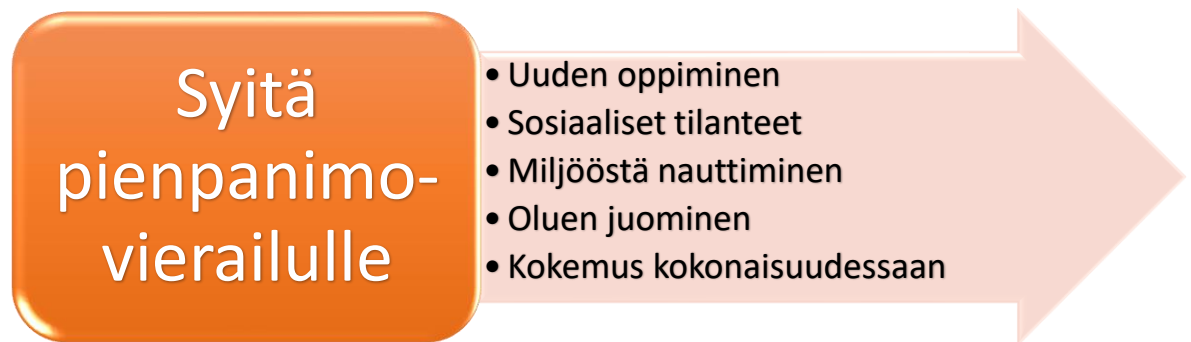 Syitä
pienpanimo-
vierailulle
• Uuden oppiminen
• Sosiaaliset tilanteet
• Miljööstä nauttiminen
• Oluen juominen
• Kokemus kokonaisuudessaan